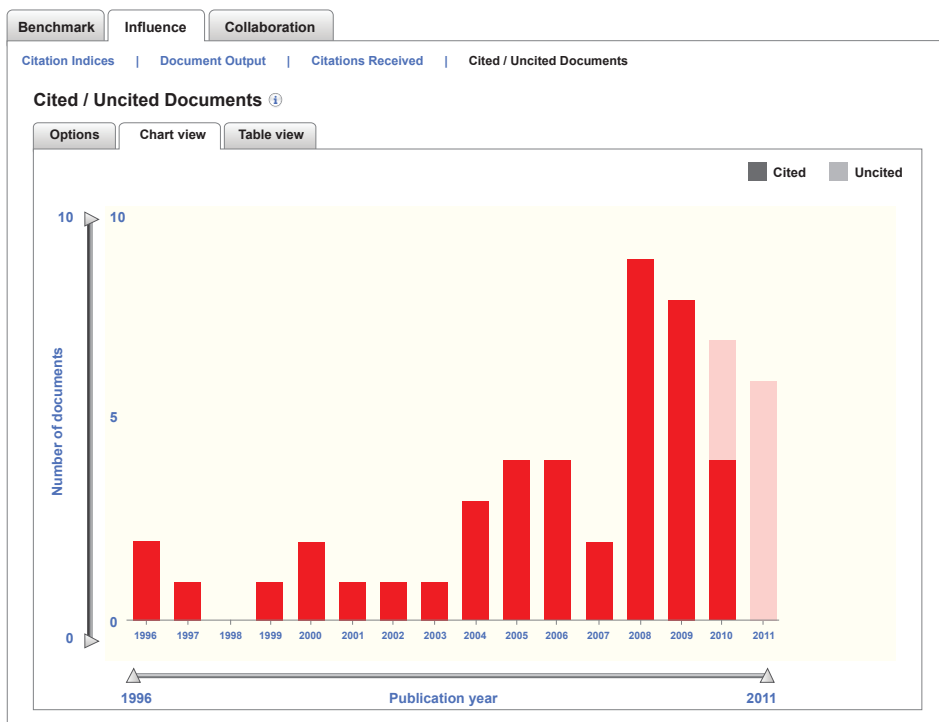 Benchmark Influence Collaboration
Citation Indices | Document Output | Citations Received | Cited / Uncited Documents
Cited / Uncited Documents i
Options Chart view Table view
Cited Uncited
10 10
Number of documents
5
0 0
1996 1997 1998 1999 2000 2001 2002 2003 2004 2005 2006 2007 2008 2009 2010 2011
1996 Publication year 2011